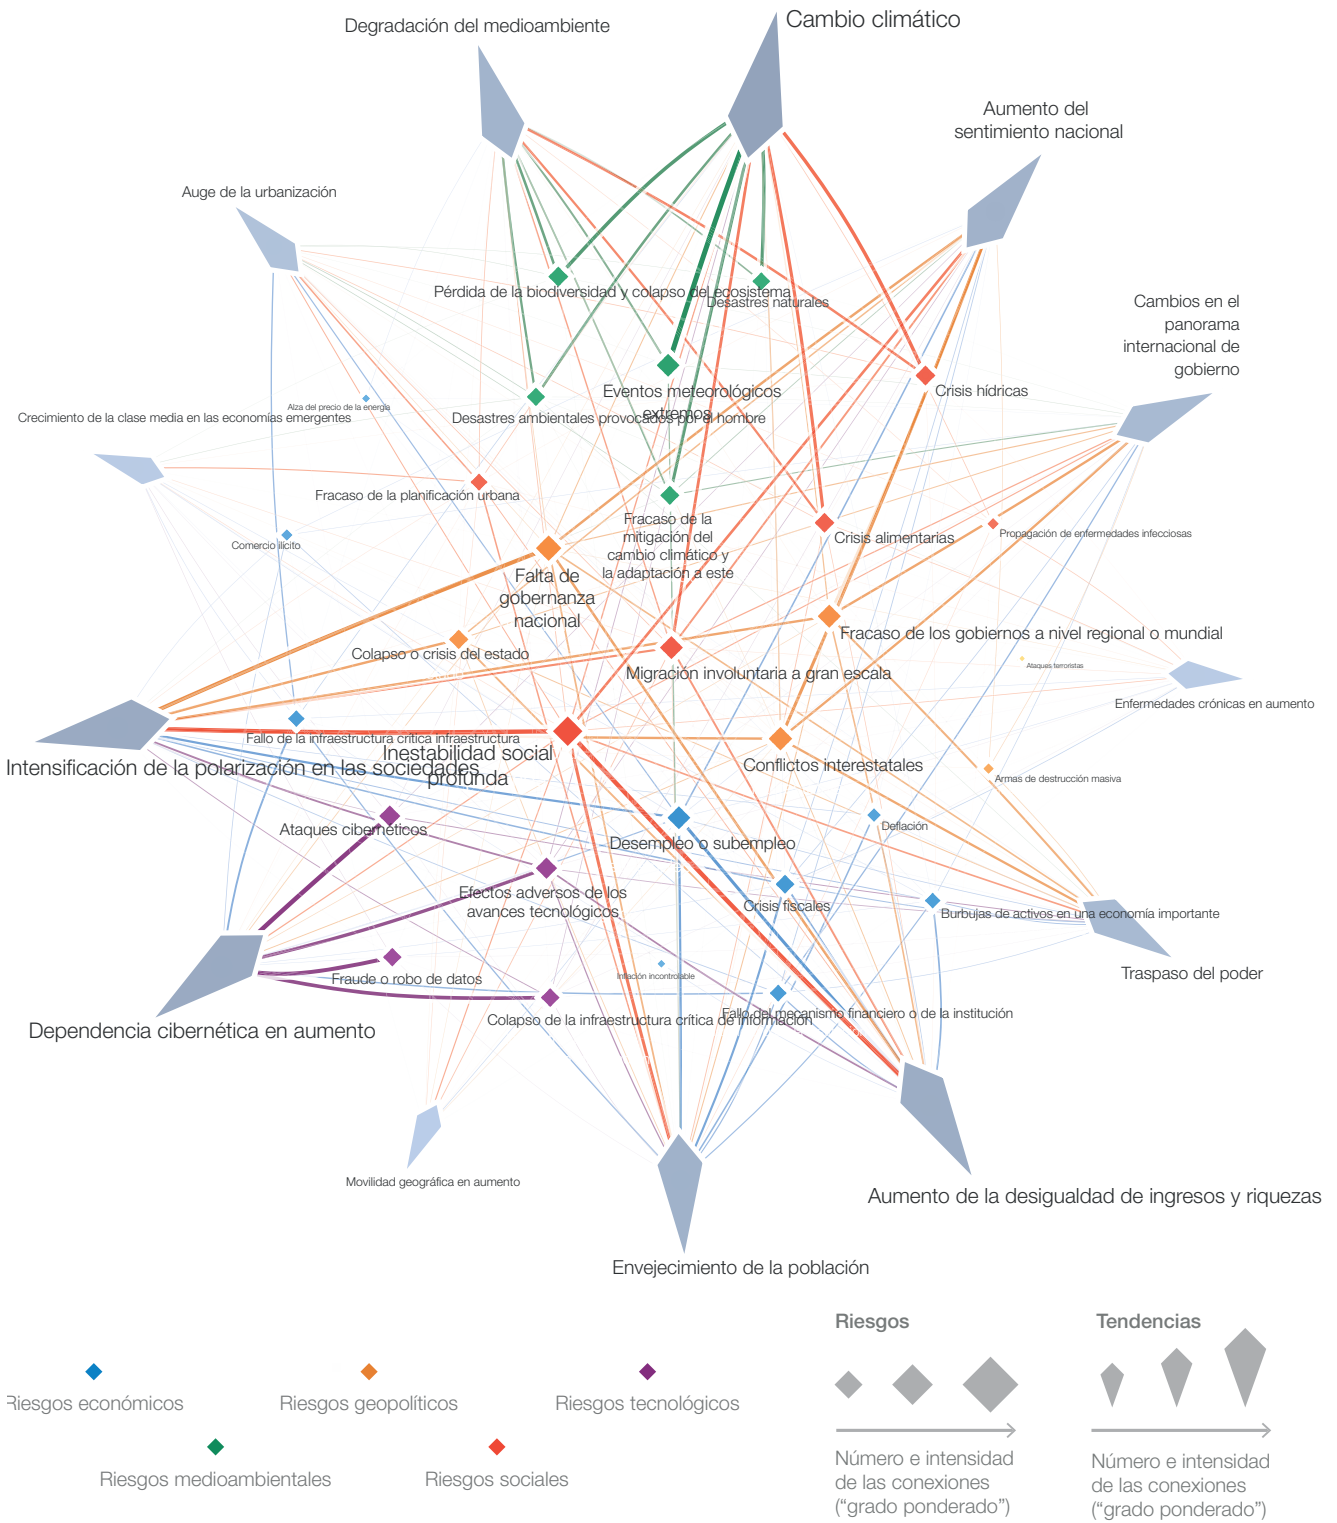 Degradación del medioambiente
Cambio climático
Aumento del
sentimiento nacional
Auge de la urbanización
Cambios en el
panorama
internacional de
gobierno
Pérdida de la biodiversidad y colapso del ecosistema
Desastres naturales
Eventos meteorológicos
extremos
Crisis hídricas
Alza del precio de la energía
Crecimiento de la clase media en las economías emergentes
Desastres ambientales provocados por el hombre
Fracaso de la planificación urbana
Fracaso de la
mitigación del
cambio climático y
la adaptación a este
Crisis alimentarias
Propagación de enfermedades infecciosas
Comercio ilícito
Falta de
gobernanza
nacional
Fracaso de los gobiernos a nivel regional o mundial
Colapso o crisis del estado
Migración involuntaria a gran escala
Ataques terroristas
Enfermedades crónicas en aumento
Fallo de la infraestructura crítica infraestructura
Inestabilidad social
profunda
Intensificación de la polarización en las sociedades
Conflictos interestatales
Armas de destrucción masiva
Ataques cibernéticos
Desempleo o subempleo
Deflación
Efectos adversos de los
avances tecnológicos
Crisis fiscales
Burbujas de activos en una economía importante
Fraude o robo de datos
Inflación incontrolable
Traspaso del poder
Colapso de la infraestructura crítica de información
Fallo del mecanismo financiero o de la institución
Dependencia cibernética en aumento
Movilidad geográfica en aumento
Aumento de la desigualdad de ingresos y riquezas
Envejecimiento de la población
Riesgos
Tendencias
Riesgos económicos
Riesgos geopolíticos
Riesgos tecnológicos
Riesgos medioambientales
Riesgos sociales
Número e intensidad
de las conexiones
(“grado ponderado”)
Número e intensidad
de las conexiones
(“grado ponderado”)